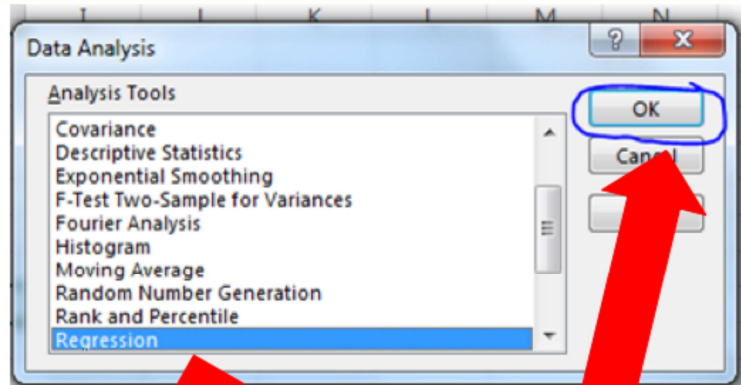 I J K L M N
Data Analysis
Analysis Tools
OK
Covariance
Descriptive Statistics
Exponential Smoothing
F-Test Two-Sample for Variances
Fourier Analysis
Histogram
Moving Average
Random Number Generation
Rank and Percentile
Regression
Cancel